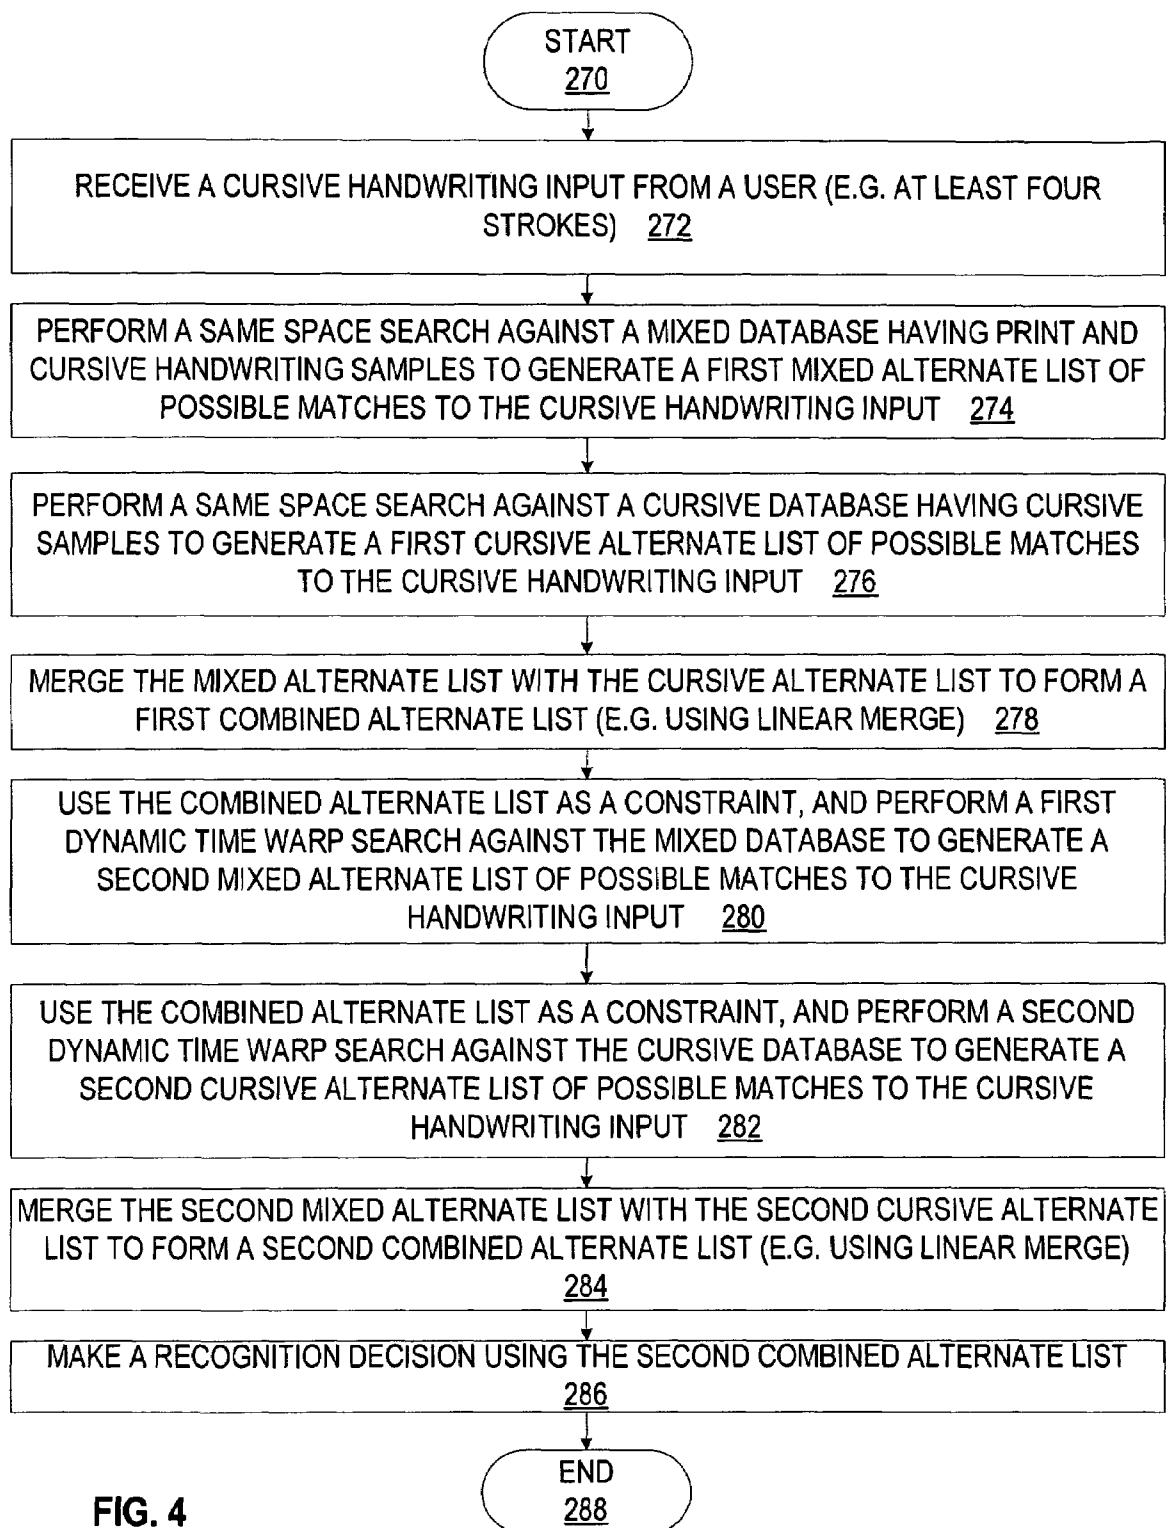 START
270
RECEIVE A CURSIVE HANDWRITING INPUT FROM A USER (E.G. AT LEAST FOUR
STROKES) 272
PERFORM A SAME SPACE SEARCH AGAINST A MIXED DATABASE HAVING PRINT AND
CURSIVE HANDWRITING SAMPLES TO GENERATE A FIRST MIXED ALTERNATE LIST OF
POSSIBLE MATCHES TO THE CURSIVE HANDWRITING INPUT 274
PERFORM A SAME SPACE SEARCH AGAINST A CURSIVE DATABASE HAVING CURSIVE
SAMPLES TO GENERATE A FIRST CURSIVE ALTERNATE LIST OF POSSIBLE MATCHES
TO THE CURSIVE HANDWRITING INPUT 276
MERGE THE MIXED ALTERNATE LIST WITH THE CURSIVE ALTERNATE LIST TO FORM A
FIRST COMBINED ALTERNATE LIST (E.G. USING LINEAR MERGE) 278
USE THE COMBINED ALTERNATE LIST AS A CONSTRAINT, AND PERFORM A FIRST
DYNAMIC TIME WARP SEARCH AGAINST THE MIXED DATABASE TO GENERATE A
SECOND MIXED ALTERNATE LIST OF POSSIBLE MATCHES TO THE CURSIVE
HANDWRITING INPUT 280
USE THE COMBINED ALTERNATE LIST AS A CONSTRAINT, AND PERFORM A SECOND
DYNAMIC TIME WARP SEARCH AGAINST THE CURSIVE DATABASE TO GENERATE A
SECOND CURSIVE ALTERNATE LIST OF POSSIBLE MATCHES TO THE CURSIVE
HANDWRITING INPUT 282
MERGE THE SECOND MIXED ALTERNATE LIST WITH THE SECOND CURSIVE ALTERNATE
LIST TO FORM A SECOND COMBINED ALTERNATE LIST (E.G. USING LINEAR MERGE)
284
MAKE A RECOGNITION DECISION USING THE SECOND COMBINED ALTERNATE LIST
286
END
288
FIG. 4